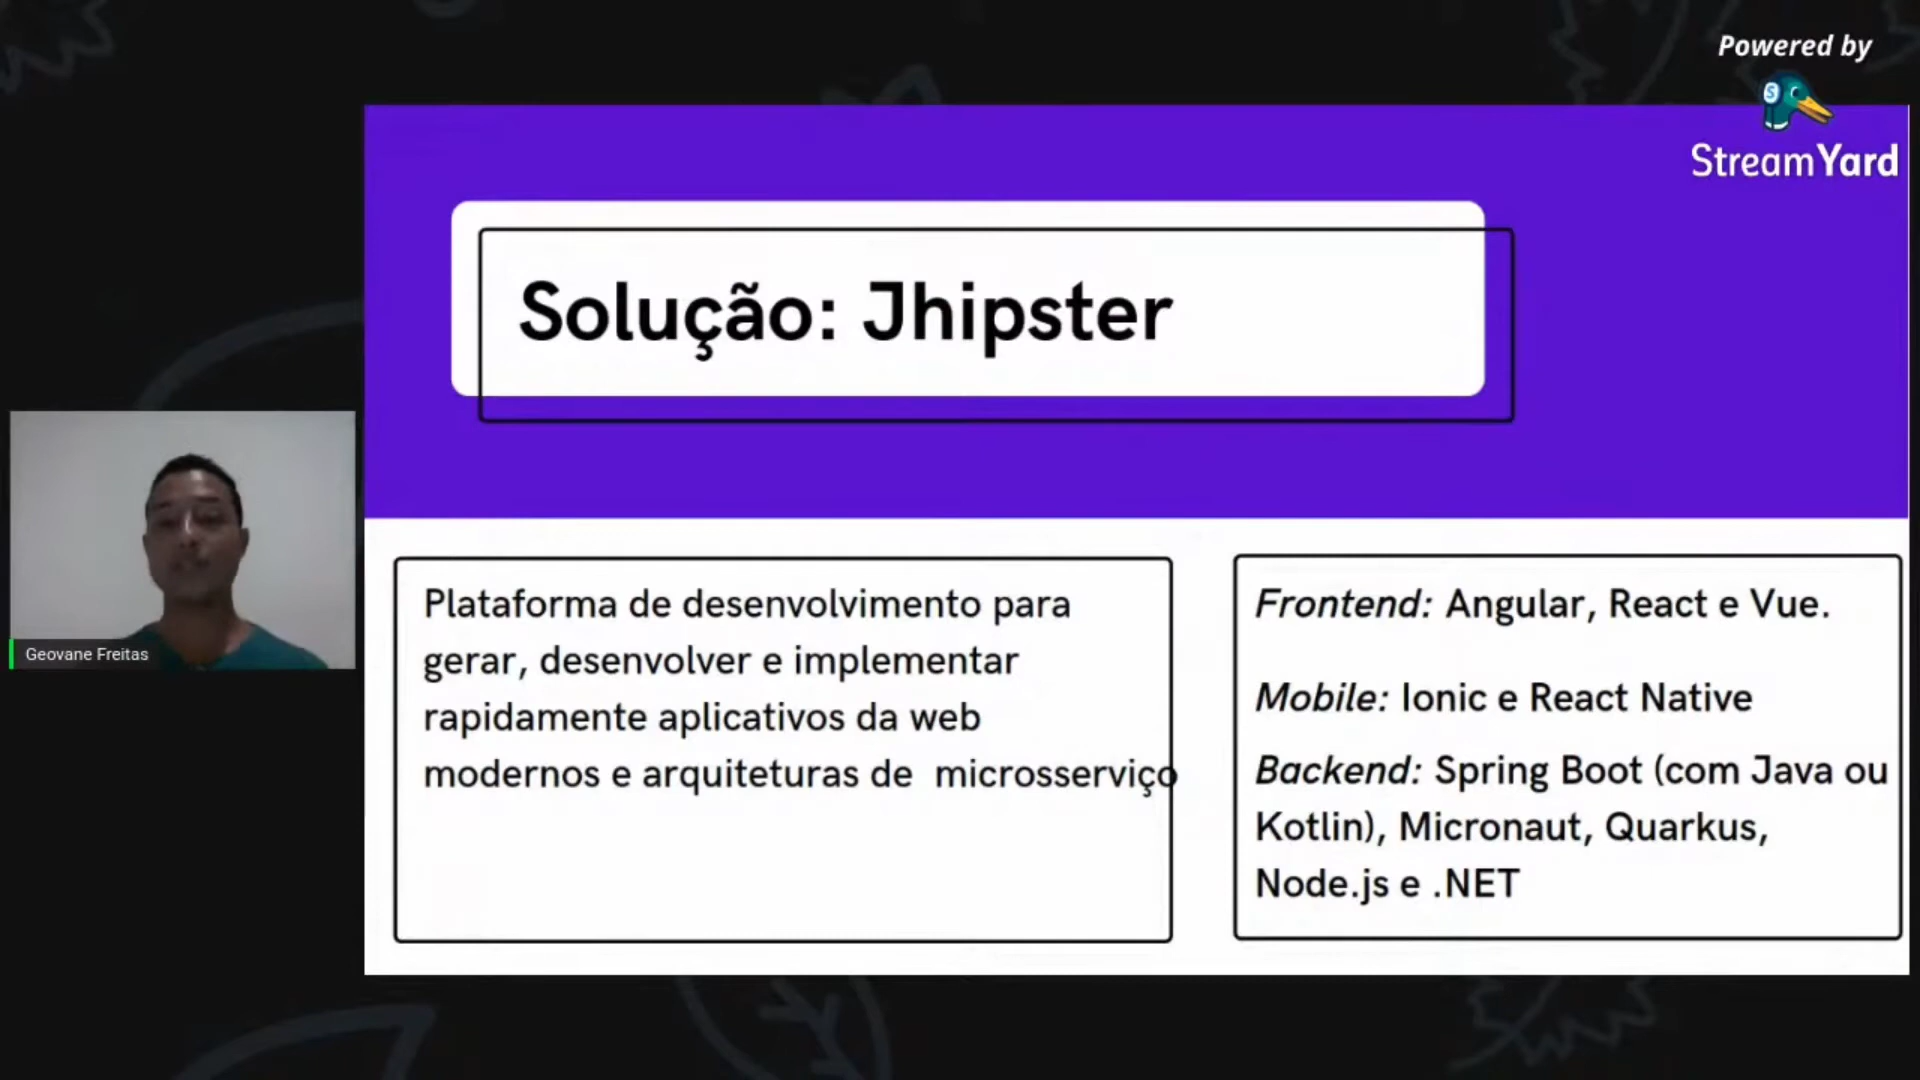 Powered by
StreamYard
Solução: Jhipster
Geovane Freitas
Plataforma de desenvolvimento para
gerar, desenvolver e implementar
rapidamente aplicativos da web
modernos e arquiteturas de  microsserviço
Frontend: Angular, React e Vue.
Mobile: Ionic e React Native
Backend: Spring Boot (com Java ou
Kotlin), Micronaut, Quarkus,
Node.js e .NET